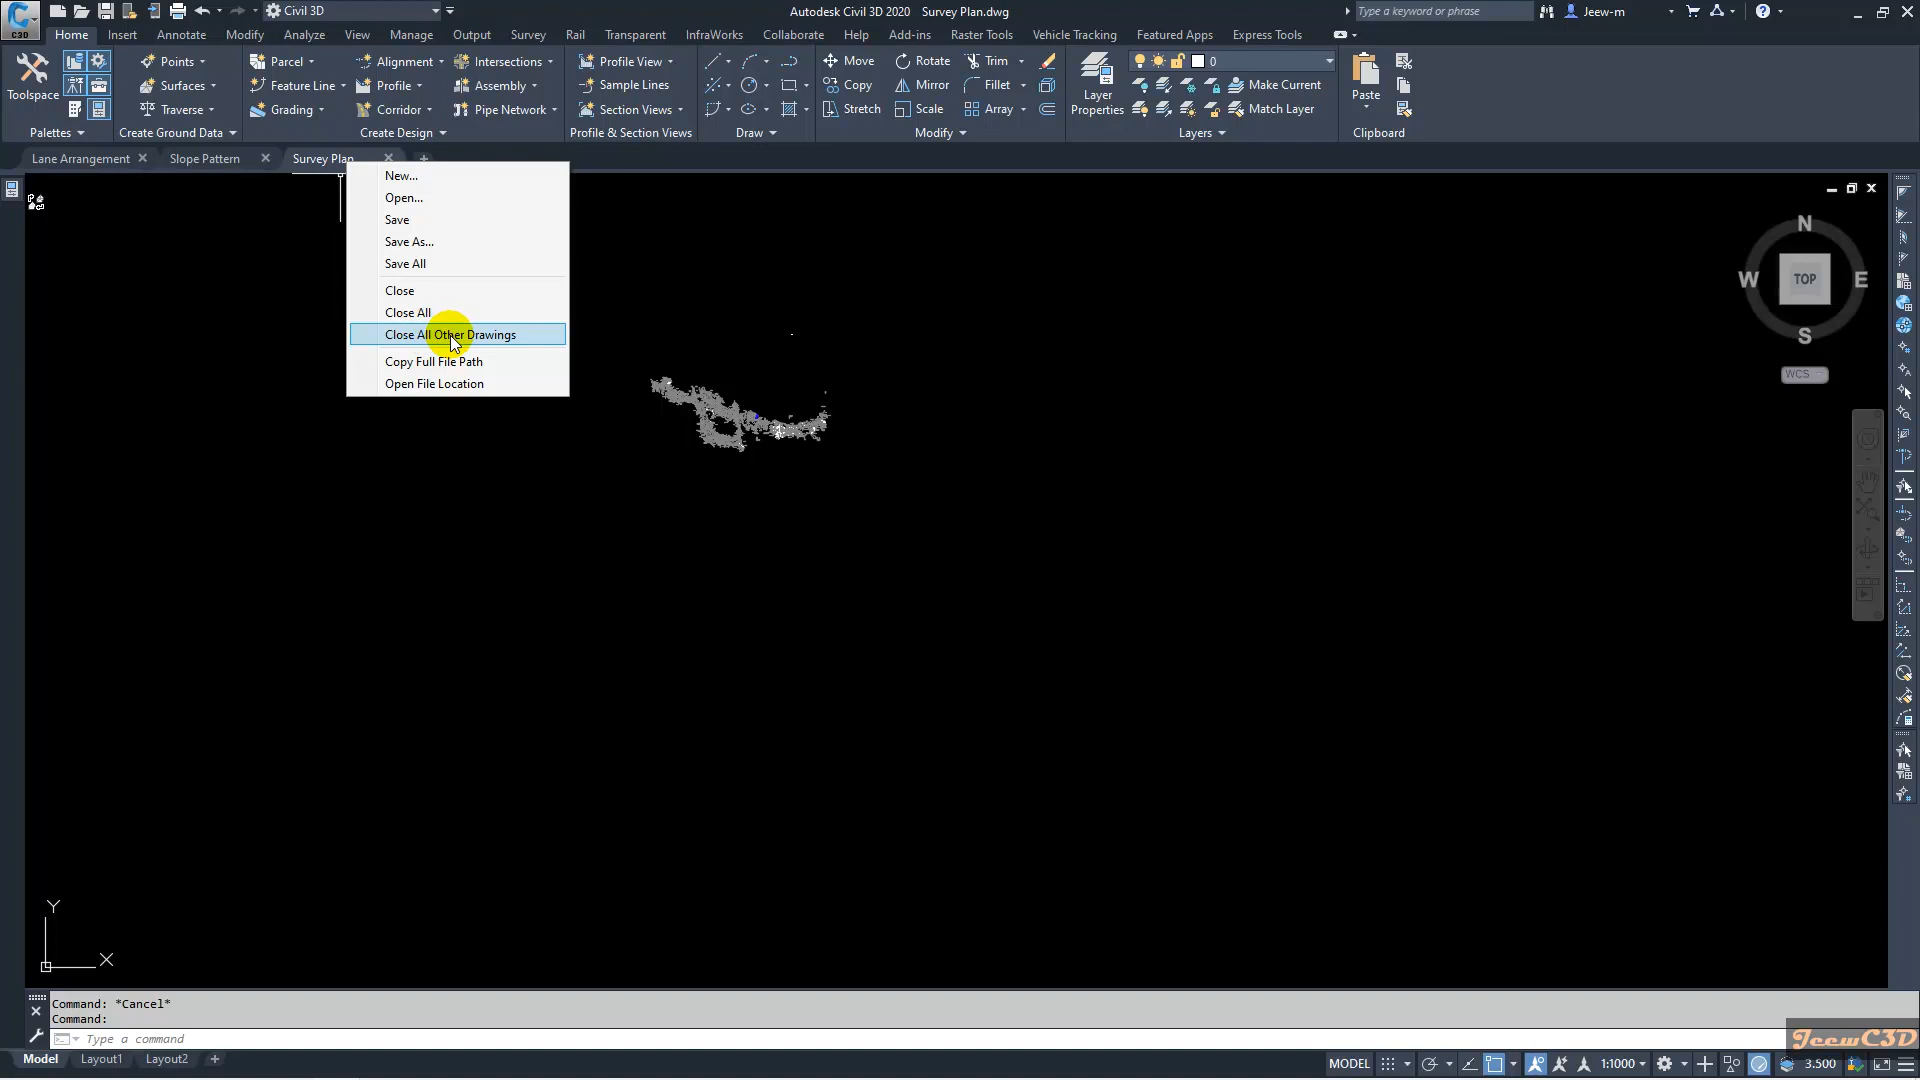 C3D
Civil 3D
Autodesk Civil 3D 2020 Survey Plan.dwg
Type a keyword or phrase
Jeew-m
Home Insert Annotate Modify Analyze View Manage Output Survey Rail Transparent InfraWorks Collaborate Help Add-ins Raster Tools Vehicle Tracking Featured Apps Express Tools
Toolspace
Palettes
Points
Surfaces
Traverse
Create Ground Data
Parcel Alignment Intersections
Feature Line Profile Assembly
Grading Corridor Pipe Network
Create Design
Profile View
Sample Lines
Section Views
Profile & Section Views
Draw
Move Rotate Trim
Copy Mirror Fillet
Stretch Scale Array
Modify
Layer
Properties
0
Make Current
Match Layer
Layers
Paste
Clipboard
Lane Arrangement Slope Pattern Survey Plan
New...
Open...
Save
Save As...
Save All
Close
Close All
Close All Other Drawings
Copy Full File Path
Open File Location
N
W TOP E
S
WCS
Y
X
Command: *Cancel*
Command:
Type a command
JeewC3D
Model Layout1 Layout2
MODEL 1:1000 3.500